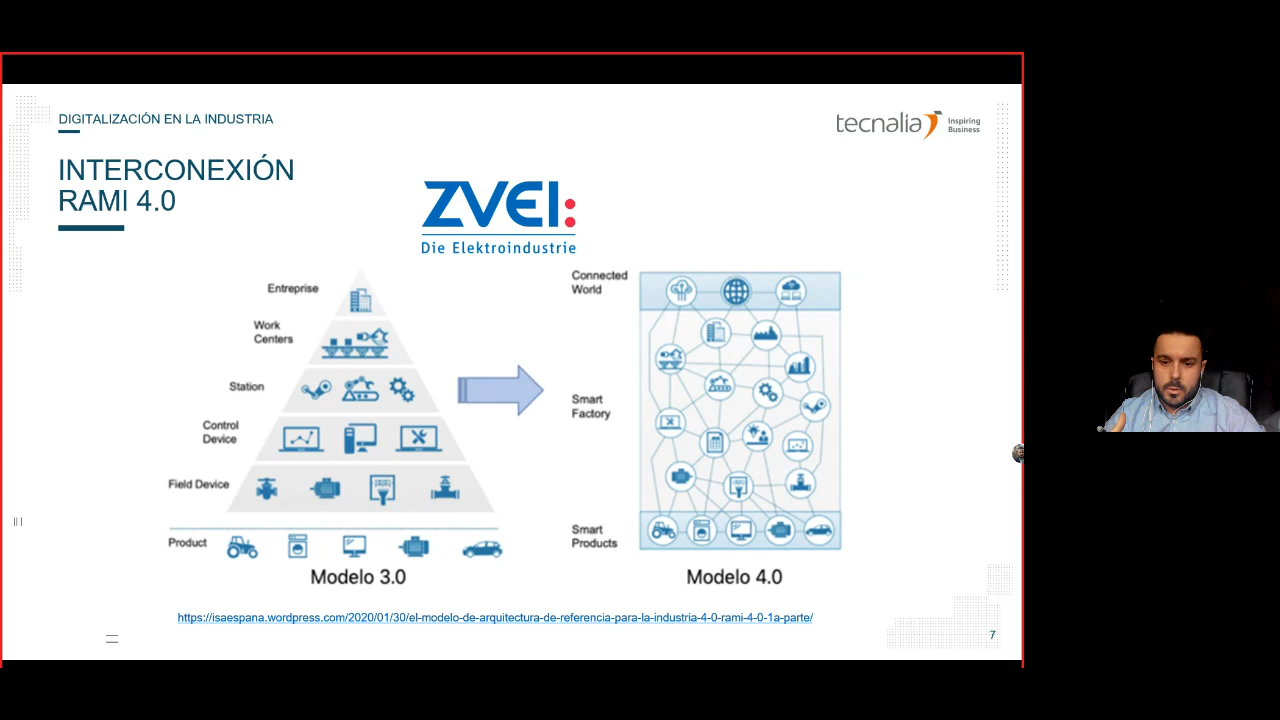 DIGITALIZACIÓN EN LA INDUSTRIA
tecnalia Inspiring
Business
INTERCONEXIÓN
RAMI 4.0
ZVEI:
Die Elektroindustrie
Entreprise
Work
Centers
Station
Control
Device
Field Device
Product
Modelo 3.0
Connected
World
Smart
Factory
Smart
Products
Modelo 4.0
https://isaespana.wordpress.com/2020/01/30/el-modelo-de-arquitectura-de-referencia-para-la-industria-4-0-rami-4-0-1a-parte/
7